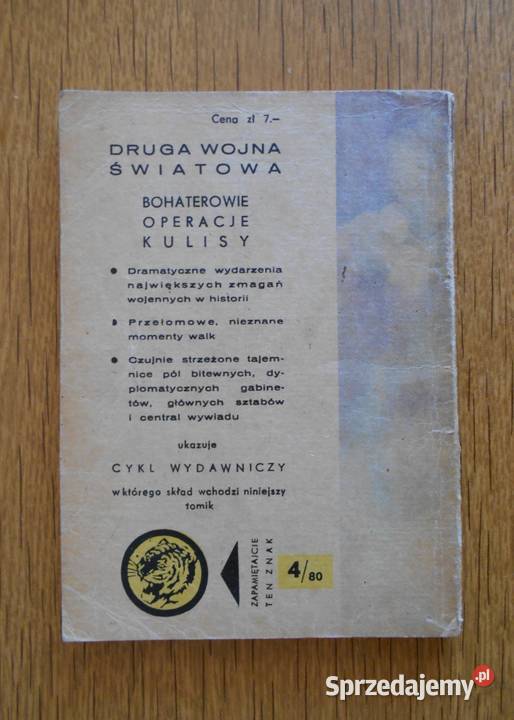 Cena zł 7.–
DRUGA WOJNA
ŚWIATOWA
BOHATEROWIE
OPERACJE
KULISY
● Dramatyczne wydarzenia
największych zmagań
wojennych w historii
● Przełomowe, nieznane
momenty walk
● Czujnie strzeżone tajem-
nice pól bitewnych, dy-
plomatycznych gabine-
tów, głównych sztabów
i central wywiadu
ukazuje
CYKL WYDAWNICZY
w którego skład wchodzi niniejszy
tomik
ZAPAMIĘTAJCIE
TEN ZNAK
4/80
Sprzedajemy.pl